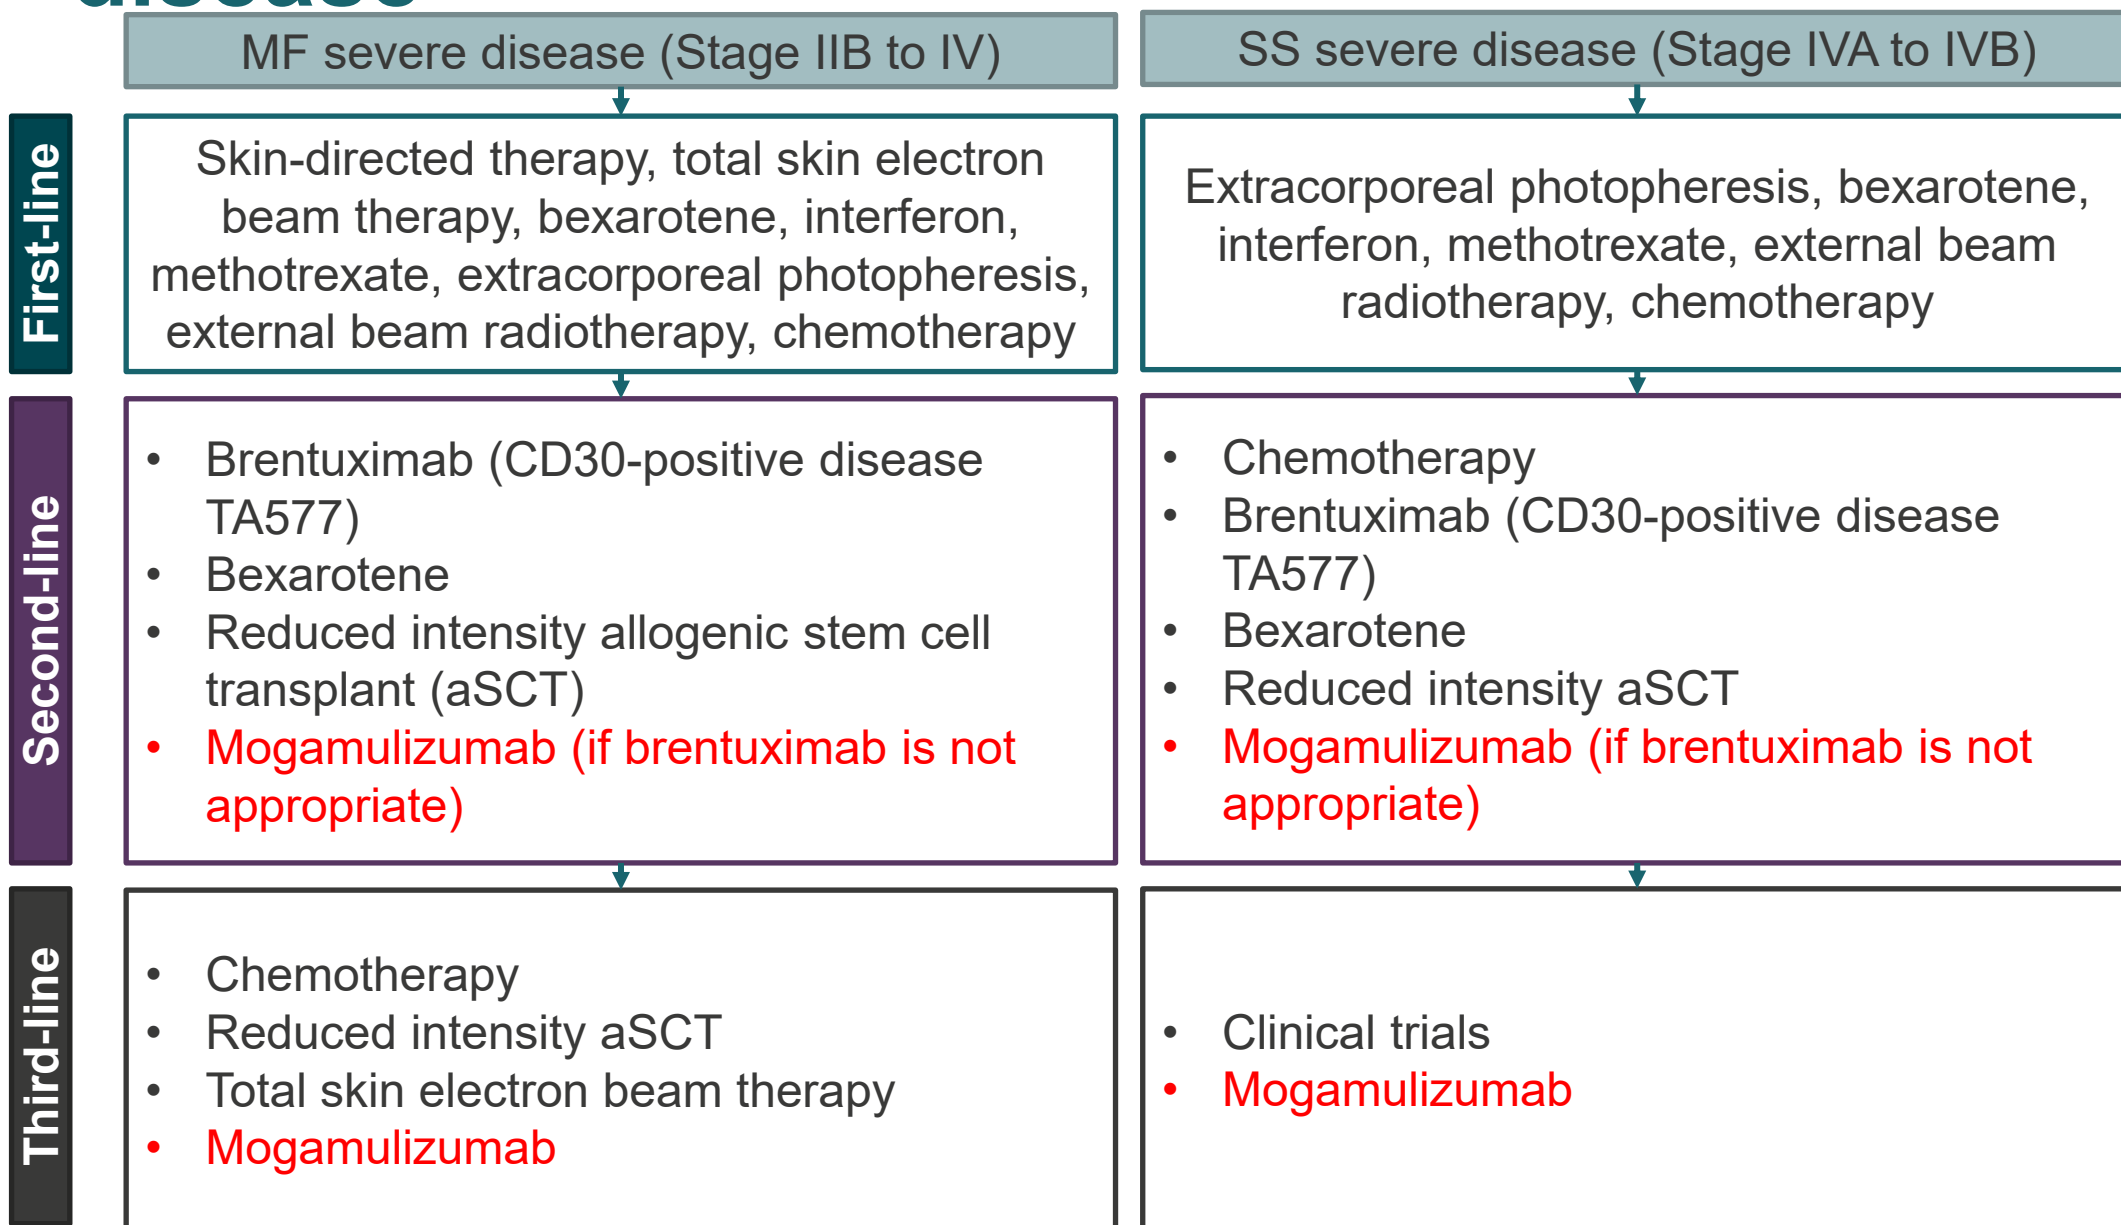 disease
MF severe disease (Stage IIB to IV)
SS severe disease (Stage IVA to IVB)
First-line
Skin-directed therapy, total skin electron
beam therapy, bexarotene, interferon,
methotrexate, extracorporeal photopheresis,
external beam radiotherapy, chemotherapy
Extracorporeal photopheresis, bexarotene,
interferon, methotrexate, external beam
radiotherapy, chemotherapy
Second-line
• Brentuximab (CD30-positive disease
TA577)
• Bexarotene
• Reduced intensity allogenic stem cell
transplant (aSCT)
• Mogamulizumab (if brentuximab is not
appropriate)
• Chemotherapy
• Brentuximab (CD30-positive disease
TA577)
• Bexarotene
• Reduced intensity aSCT
• Mogamulizumab (if brentuximab is not
appropriate)
Third-line
• Chemotherapy
• Reduced intensity aSCT
• Total skin electron beam therapy
• Mogamulizumab
• Clinical trials
• Mogamulizumab